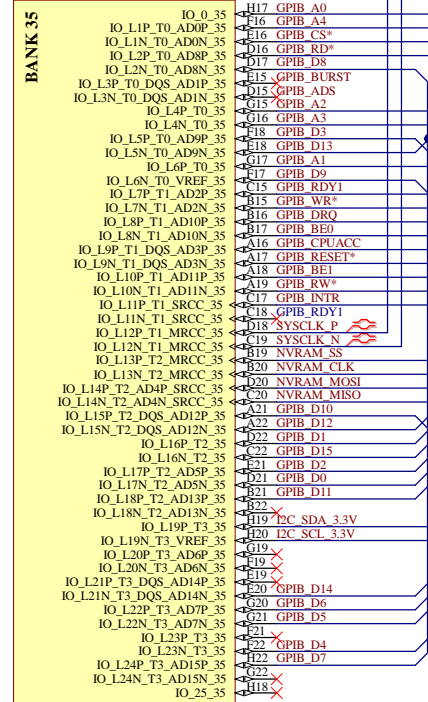 BANK 35
IO_0_35 H17 GPIB_A0
IO_L1P_T0_AD0P_35 F16 GPIB_A4
IO_L1N_T0_AD0N_35 E16 GPIB_CS*
IO_L2P_T0_AD8P_35 D16 GPIB_RD*
IO_L2N_T0_AD8N_35 D17 GPIB_D8
IO_L3P_T0_DQS_AD1P_35 E15 GPIB_BURST
IO_L3N_T0_DQS_AD1N_35 D15 GPIB_ADS
IO_L4P_T0_35 G15 GPIB_A2
IO_L4N_T0_35 G16 GPIB_A3
IO_L5P_T0_AD9P_35 F18 GPIB_D3
IO_L5N_T0_AD9N_35 E18 GPIB_D13
IO_L6P_T0_35 G17 GPIB_A1
IO_L6N_T0_VREF_35 F17 GPIB_D9
IO_L7P_T1_AD2P_35 C15 GPIB_RDY1
IO_L7N_T1_AD2N_35 B15 GPIB_WR*
IO_L8P_T1_AD10P_35 B16 GPIB_DRQ
IO_L8N_T1_AD10N_35 B17 GPIB_BE0
IO_L9P_T1_DQS_AD3P_35 A16 GPIB_CPUACC
IO_L9N_T1_DQS_AD3N_35 A17 GPIB_RESET*
IO_L10P_T1_AD11P_35 A18 GPIB_BE1
IO_L10N_T1_AD11N_35 A19 GPIB_RW*
IO_L11P_T1_SRCC_35 C17 GPIB_INTR
IO_L11N_T1_SRCC_35 C18 GPIB_RDY1
IO_L12P_T1_MRCC_35 D18 SYSCLK_P
IO_L12N_T1_MRCC_35 C19 SYSCLK_N
IO_L13P_T2_MRCC_35 B19 NVRAM_SS
IO_L13N_T2_MRCC_35 B20 NVRAM_CLK
IO_L14P_T2_AD4P_SRCC_35 D20 NVRAM_MOSI
IO_L14N_T2_AD4N_SRCC_35 C20 NVRAM_MISO
IO_L15P_T2_DQS_AD12P_35 A21 GPIB_D10
IO_L15N_T2_DQS_AD12N_35 A22 GPIB_D12
IO_L16P_T2_35 D22 GPIB_D1
IO_L16N_T2_35 C22 GPIB_D15
IO_L17P_T2_AD5P_35 E21 GPIB_D2
IO_L17N_T2_AD5N_35 D21 GPIB_D0
IO_L18P_T2_AD13P_35 B21 GPIB_D11
IO_L18N_T2_AD13N_35 B22
IO_L19P_T3_35 H19 I2C_SDA_3.3V
IO_L19N_T3_VREF_35 H20 I2C_SCL_3.3V
IO_L20P_T3_AD6P_35 G19
IO_L20N_T3_AD6N_35 F19
IO_L21P_T3_DQS_AD14P_35 E19
IO_L21N_T3_DQS_AD14N_35 E20 GPIB_D14
IO_L22P_T3_AD7P_35 G20 GPIB_D6
IO_L22N_T3_AD7N_35 G21 GPIB_D5
IO_L23P_T3_35 F21
IO_L23N_T3_35 F22 GPIB_D4
IO_L24P_T3_AD15P_35 H22 GPIB_D7
IO_L24N_T3_AD15N_35 G22
IO_25_35 H18